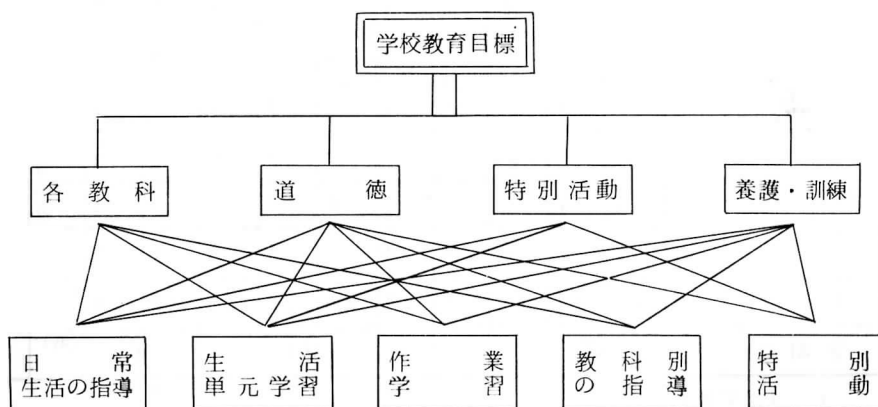 学校教育目標
各教科
道徳
特別活動
養護・訓練
日常
生活の指導
生活
単元学習
作業
学習
教科別
の指導
特別
活動